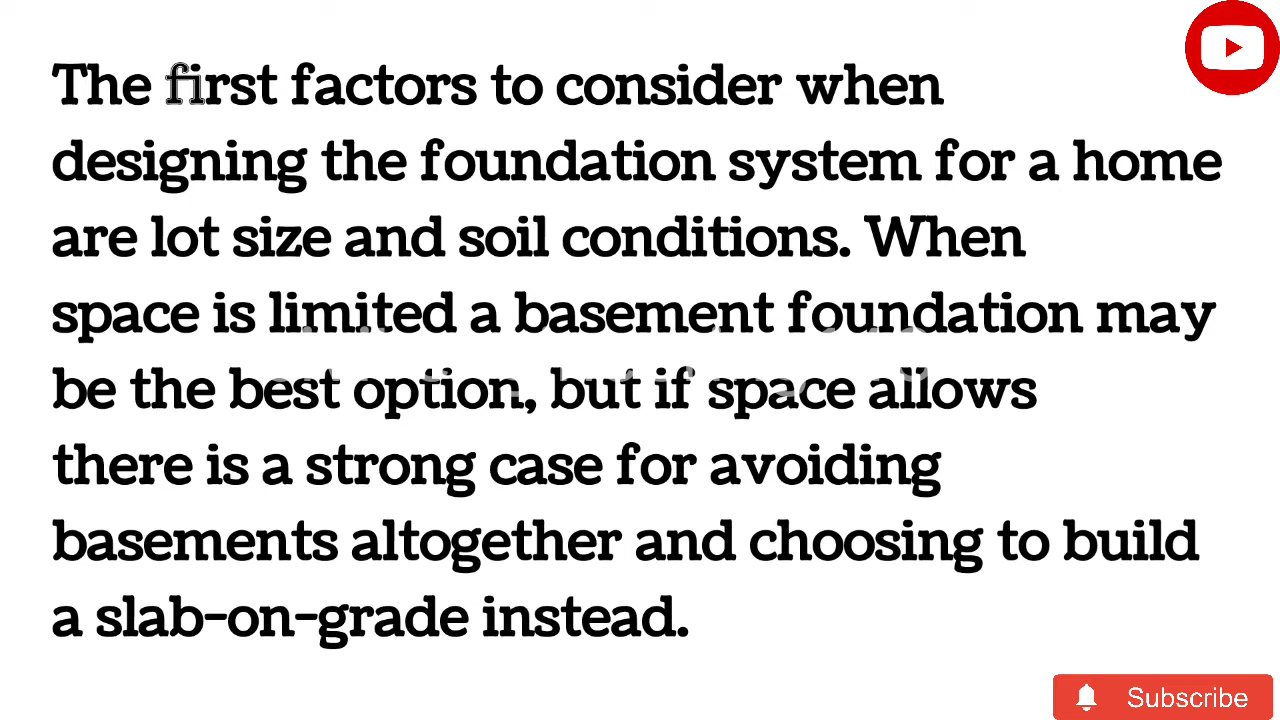 The first factors to consider when
designing the foundation system for a home
are lot size and soil conditions. When
space is limited a basement foundation may
be the best option, but if space allows
there is a strong case for avoiding
basements altogether and choosing to build
a slab-on-grade instead.
Subscribe